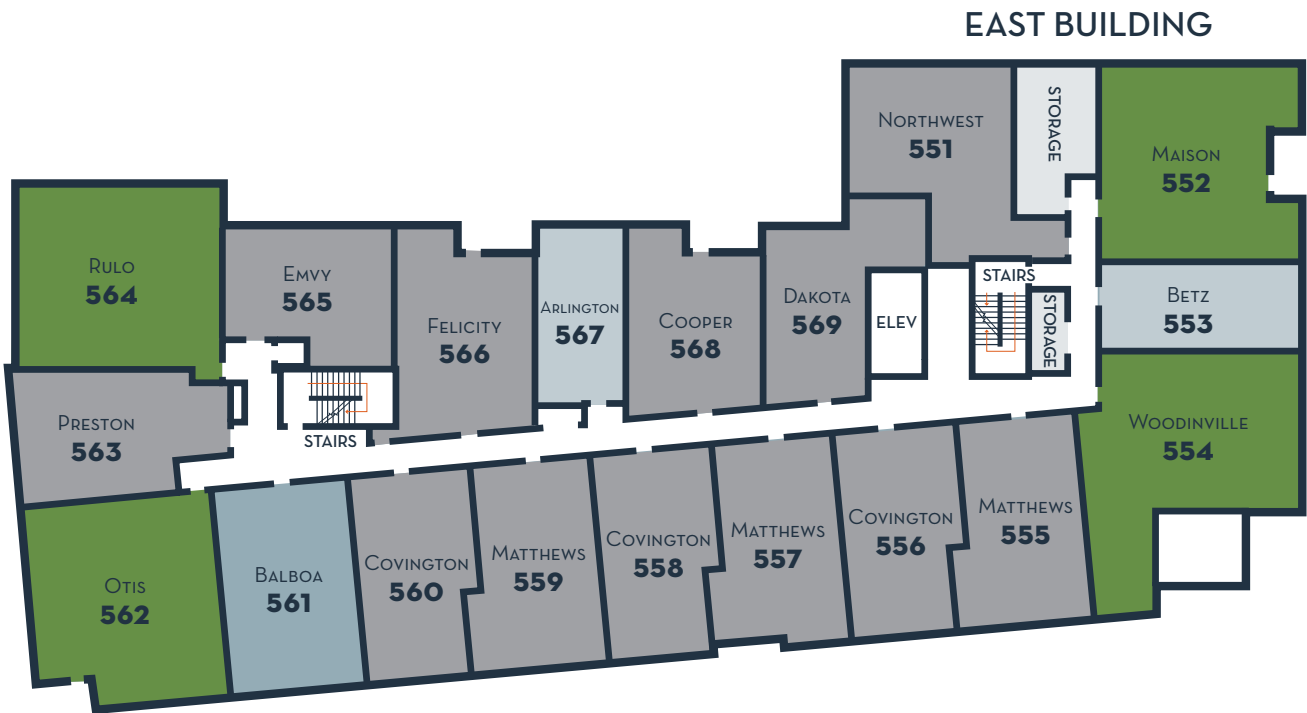 EAST BUILDING
NORTHWEST
551
STORAGE
MAISON
552
RULO
564
EMVY
565
FELICITY
566
ARLINGTON
567
COOPER
568
DAKOTA
569
ELEV
STAIRS
STORAGE
BETZ
553
PRESTON
563
STAIRS
WOODINVILLE
554
OTIS
562
BALBOA
561
COVINGTON
560
MATTHEWS
559
COVINGTON
558
MATTHEWS
557
COVINGTON
556
MATTHEWS
555